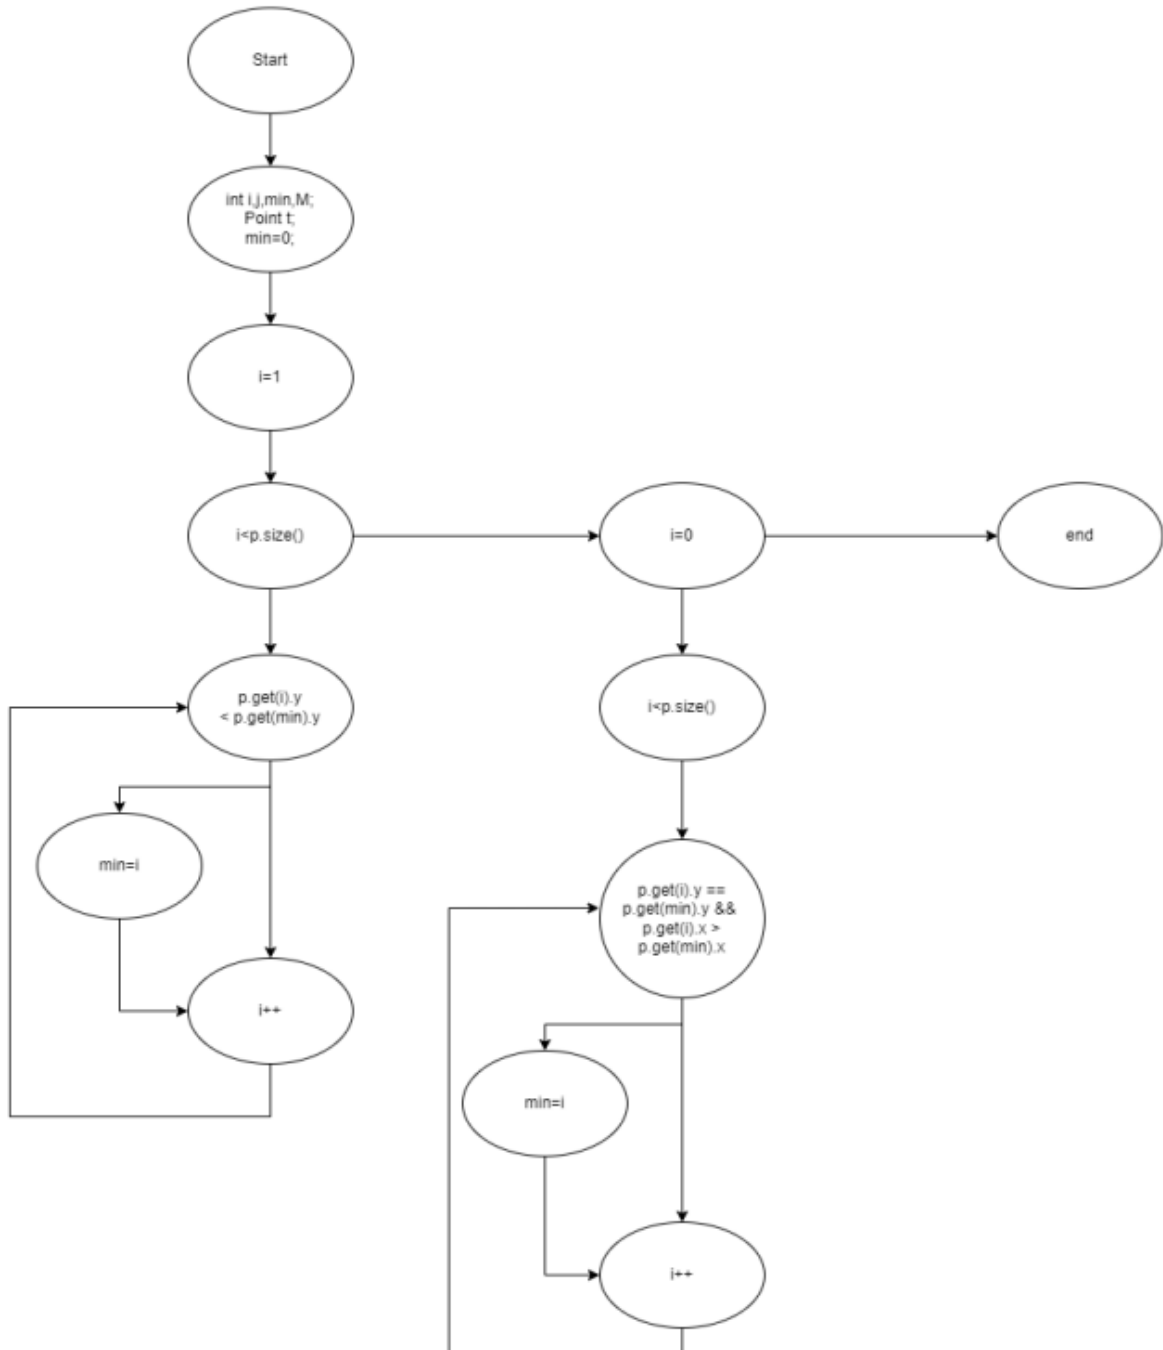 Start
int i,j,min,M;
Point t;
min=0;
i=1
i<p.size()
i=0
end
p.get(i).y
< p.get(min).y
i<p.size()
min=i
p.get(i).y ==
p.get(min).y &&
p.get(i).x >
p.get(min).x
i++
min=i
i++